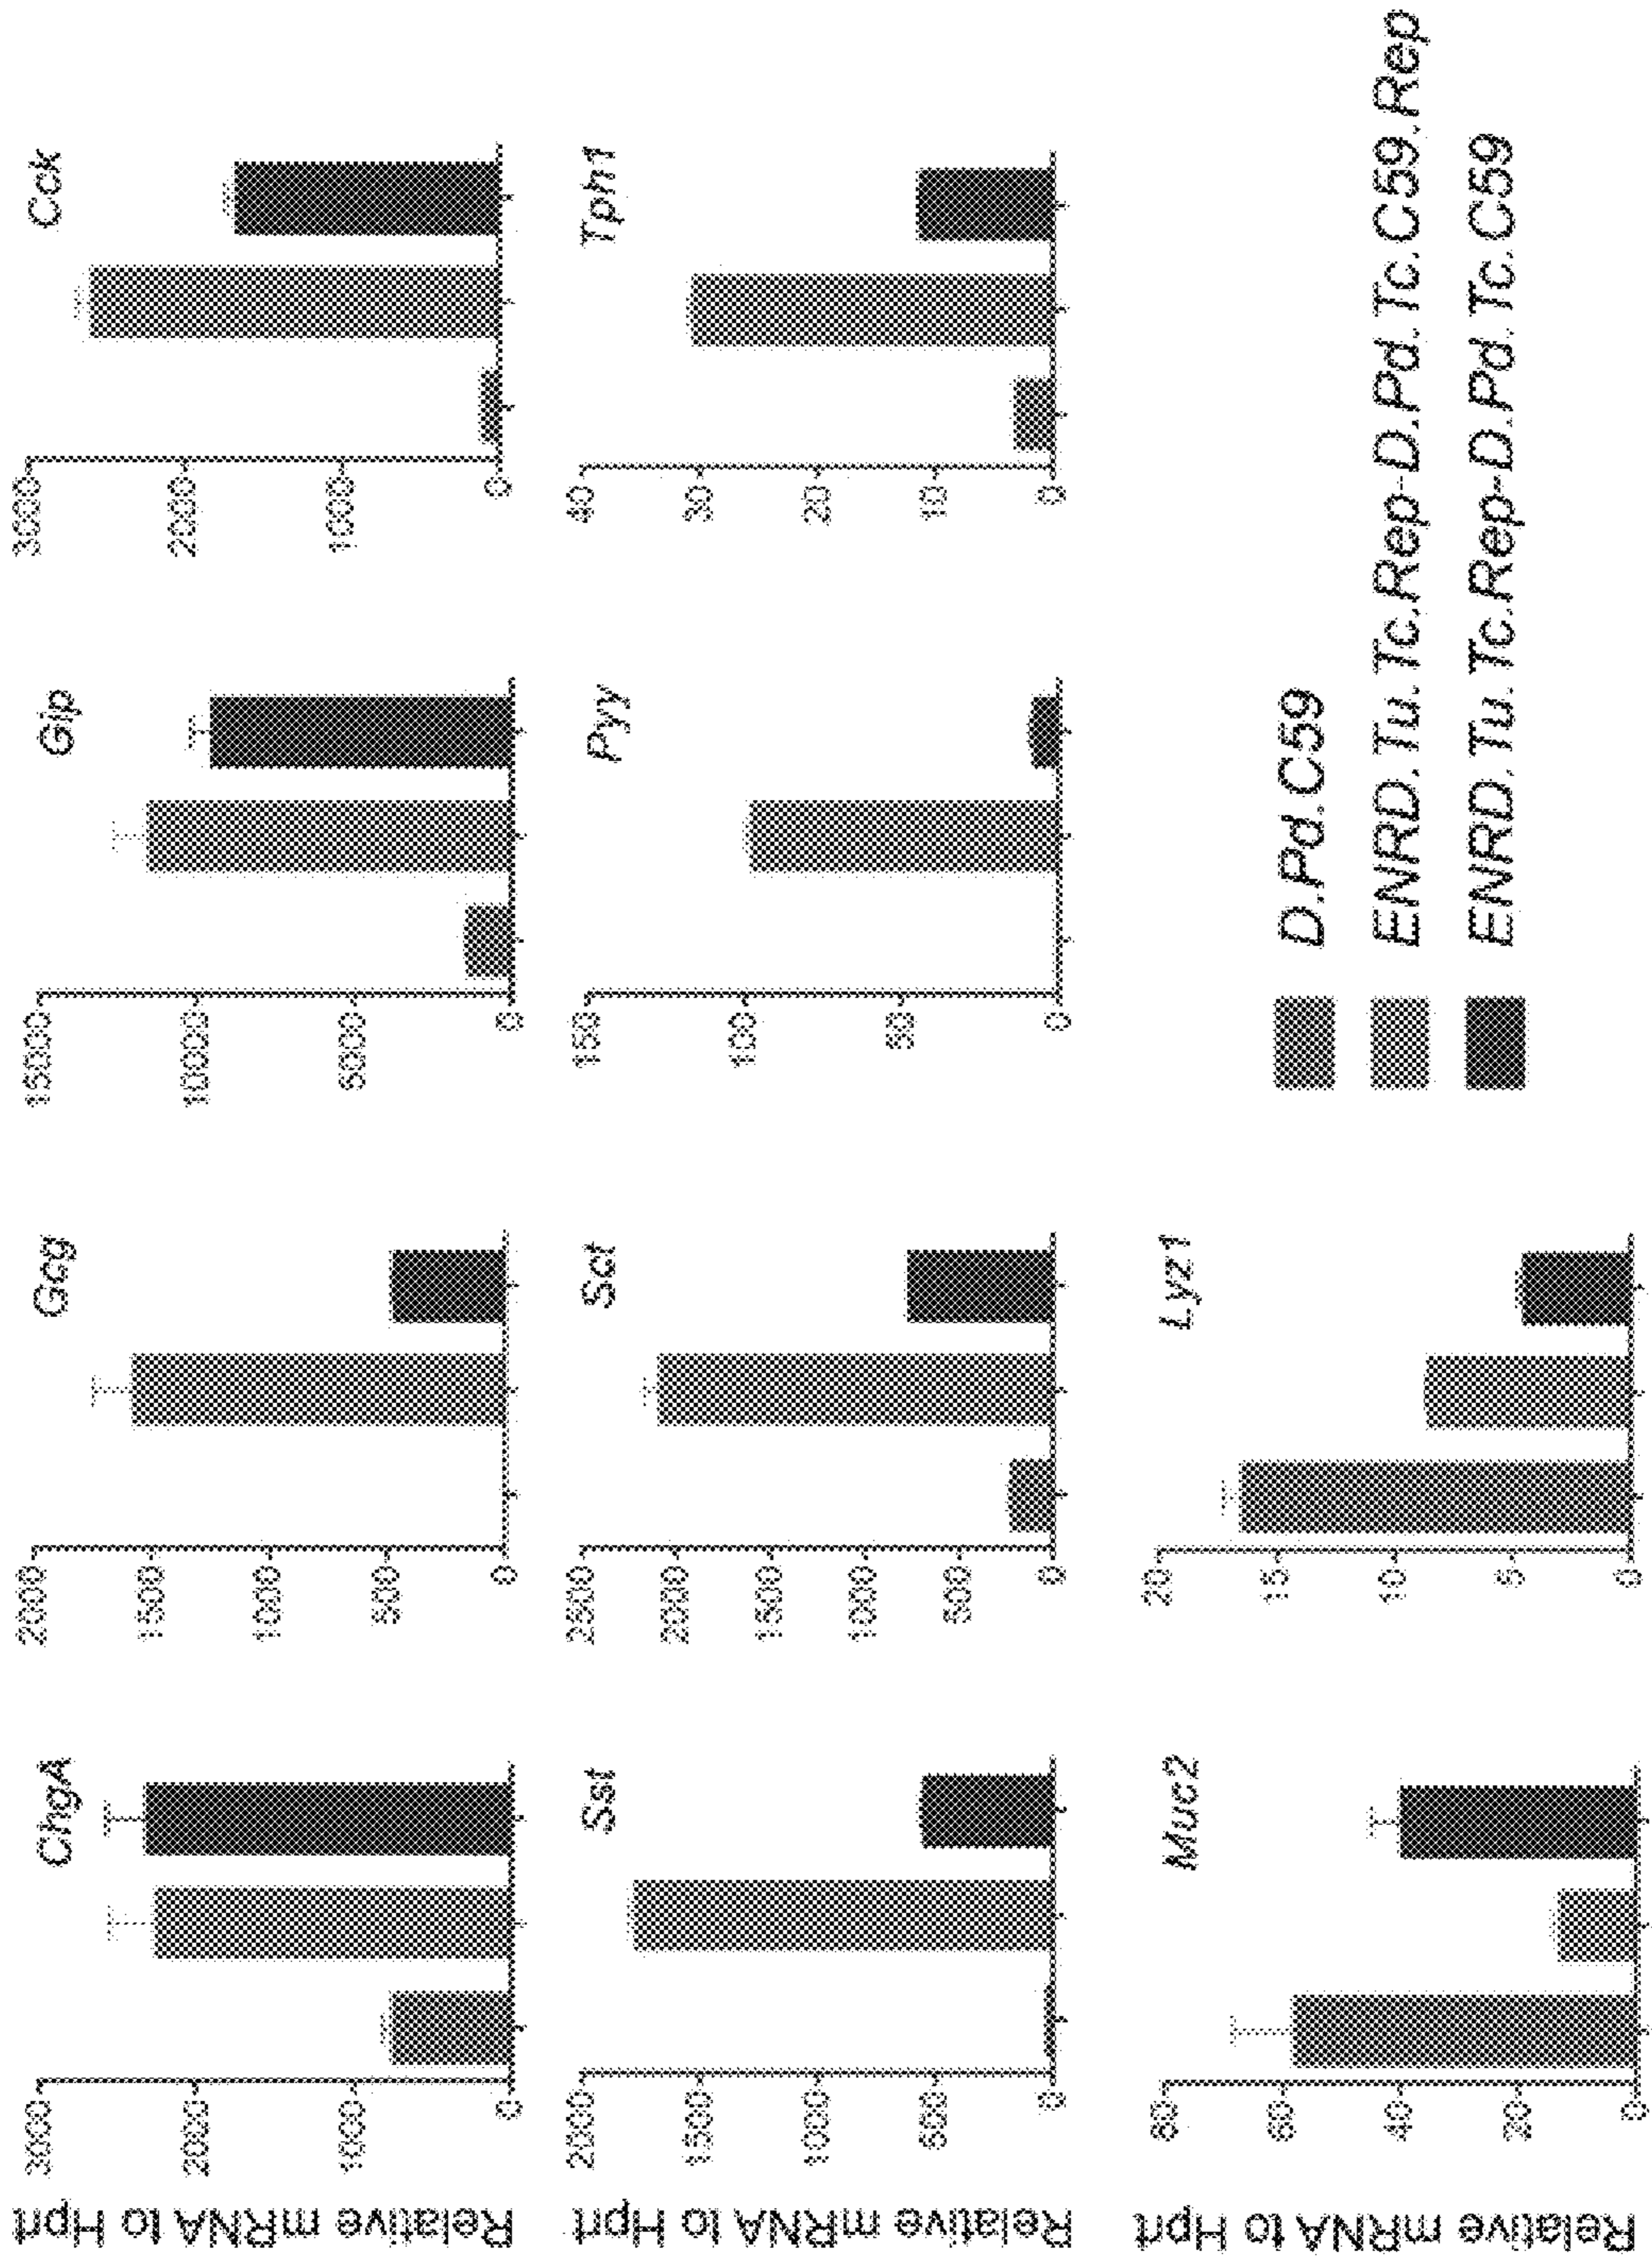 Relative mRNA to Hprt
ChgA
3000
2000
1000
0
Gcg
2000
1500
1000
500
0
Gip
15000
10000
5000
0
Cck
3000
2000
1000
0
Relative mRNA to Hprt
Sst
2000
1500
1000
500
0
Sct
2500
2000
1500
1000
500
0
Pyy
150
100
50
0
Tph1
40
30
20
10
0
Relative mRNA to Hprt
Muc2
80
60
40
20
0
Lyz1
20
15
10
5
0
D.Pd.C59
ENRD.Tu.Tc.Rep-D.Pd.Tc.C59.Rep
ENRD.Tu.Tc.Rep-D.Pd.Tc.C59